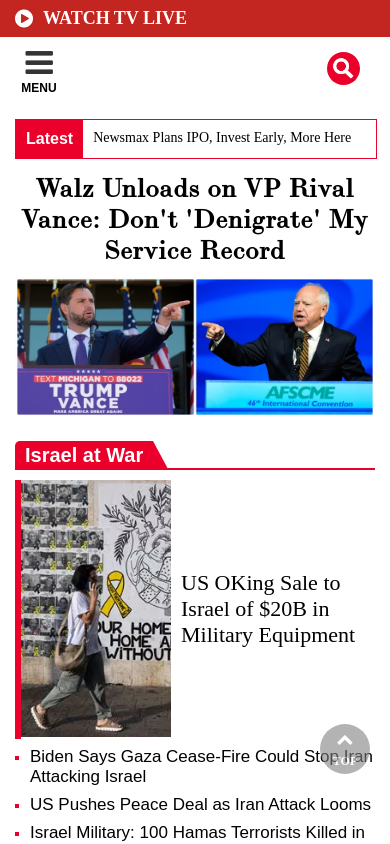 WATCH TV LIVE
MENU
Latest
Newsmax Plans IPO, Invest Early, More Here
Walz Unloads on VP Rival
Vance: Don't 'Denigrate' My
Service Record
TEXT MICHIGAN TO 88022
TRUMP
VANCE
MAKE AMERICA GREAT AGAIN!
AFSCME
46th International Convention
Israel at War
OUR HOME
HOME A
WITHOUT
US OKing Sale to
Israel of $20B in
Military Equipment
Biden Says Gaza Cease-Fire Could Stop Iran
Attacking Israel
TOP
US Pushes Peace Deal as Iran Attack Looms
Israel Military: 100 Hamas Terrorists Killed in